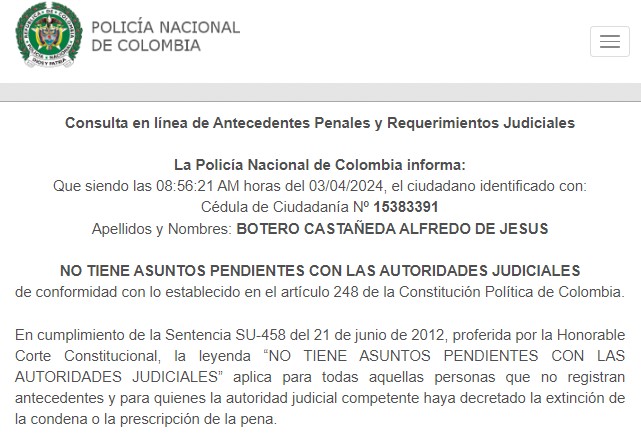 POLICÍA NACIONAL
DE COLOMBIA
Consulta en línea de Antecedentes Penales y Requerimientos Judiciales
La Policía Nacional de Colombia informa:
Que siendo las 08:56:21 AM horas del 03/04/2024, el ciudadano identificado con:
Cédula de Ciudadanía Nº 15383391
Apellidos y Nombres: BOTERO CASTAÑEDA ALFREDO DE JESUS
NO TIENE ASUNTOS PENDIENTES CON LAS AUTORIDADES JUDICIALES
de conformidad con lo establecido en el artículo 248 de la Constitución Política de Colombia.
En cumplimiento de la Sentencia SU-458 del 21 de junio de 2012, proferida por la Honorable
Corte Constitucional, la leyenda “NO TIENE ASUNTOS PENDIENTES CON LAS
AUTORIDADES JUDICIALES” aplica para todas aquellas personas que no registran
antecedentes y para quienes la autoridad judicial competente haya decretado la extinción de
la condena o la prescripción de la pena.